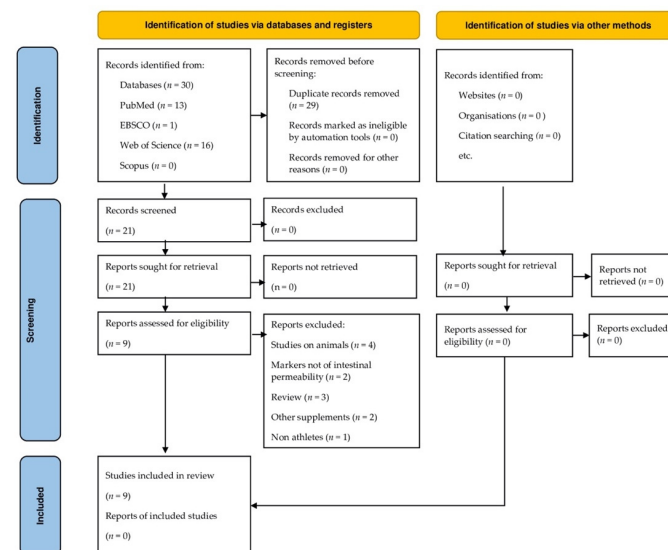 Identification of studies via databases and registers
Identification of studies via other methods
Identification
Records identified from:
Databases (n = 30)
PubMed (n = 13)
EBSCO (n = 1)
Web of Science (n = 16)
Scopus (n = 0)
Records removed before
screening:
Duplicate records removed
(n = 29)
Records marked as ineligible
by automation tools (n = 0)
Records removed for other
reasons (n = 0)
Records identified from:
Websites (n = 0)
Organisations (n = 0 )
Citation searching (n = 0)
etc.
Screening
Records screened
(n = 21)
Records excluded
(n = 0)
Reports sought for retrieval
(n = 21)
Reports not retrieved
(n = 0)
Reports sought for retrieval
(n = 0)
Reports not
retrieved (n = 0)
Reports assessed for eligibility
(n = 9)
Reports excluded:
Studies on animals (n = 4)
Markers not of intestinal
permeability (n = 2)
Review (n = 3)
Other supplements (n = 2)
Non athletes (n = 1)
Reports assessed for
eligibility (n = 0)
Reports excluded
(n = 0)
Included
Studies included in review
(n = 9)
Reports of included studies
(n = 0)